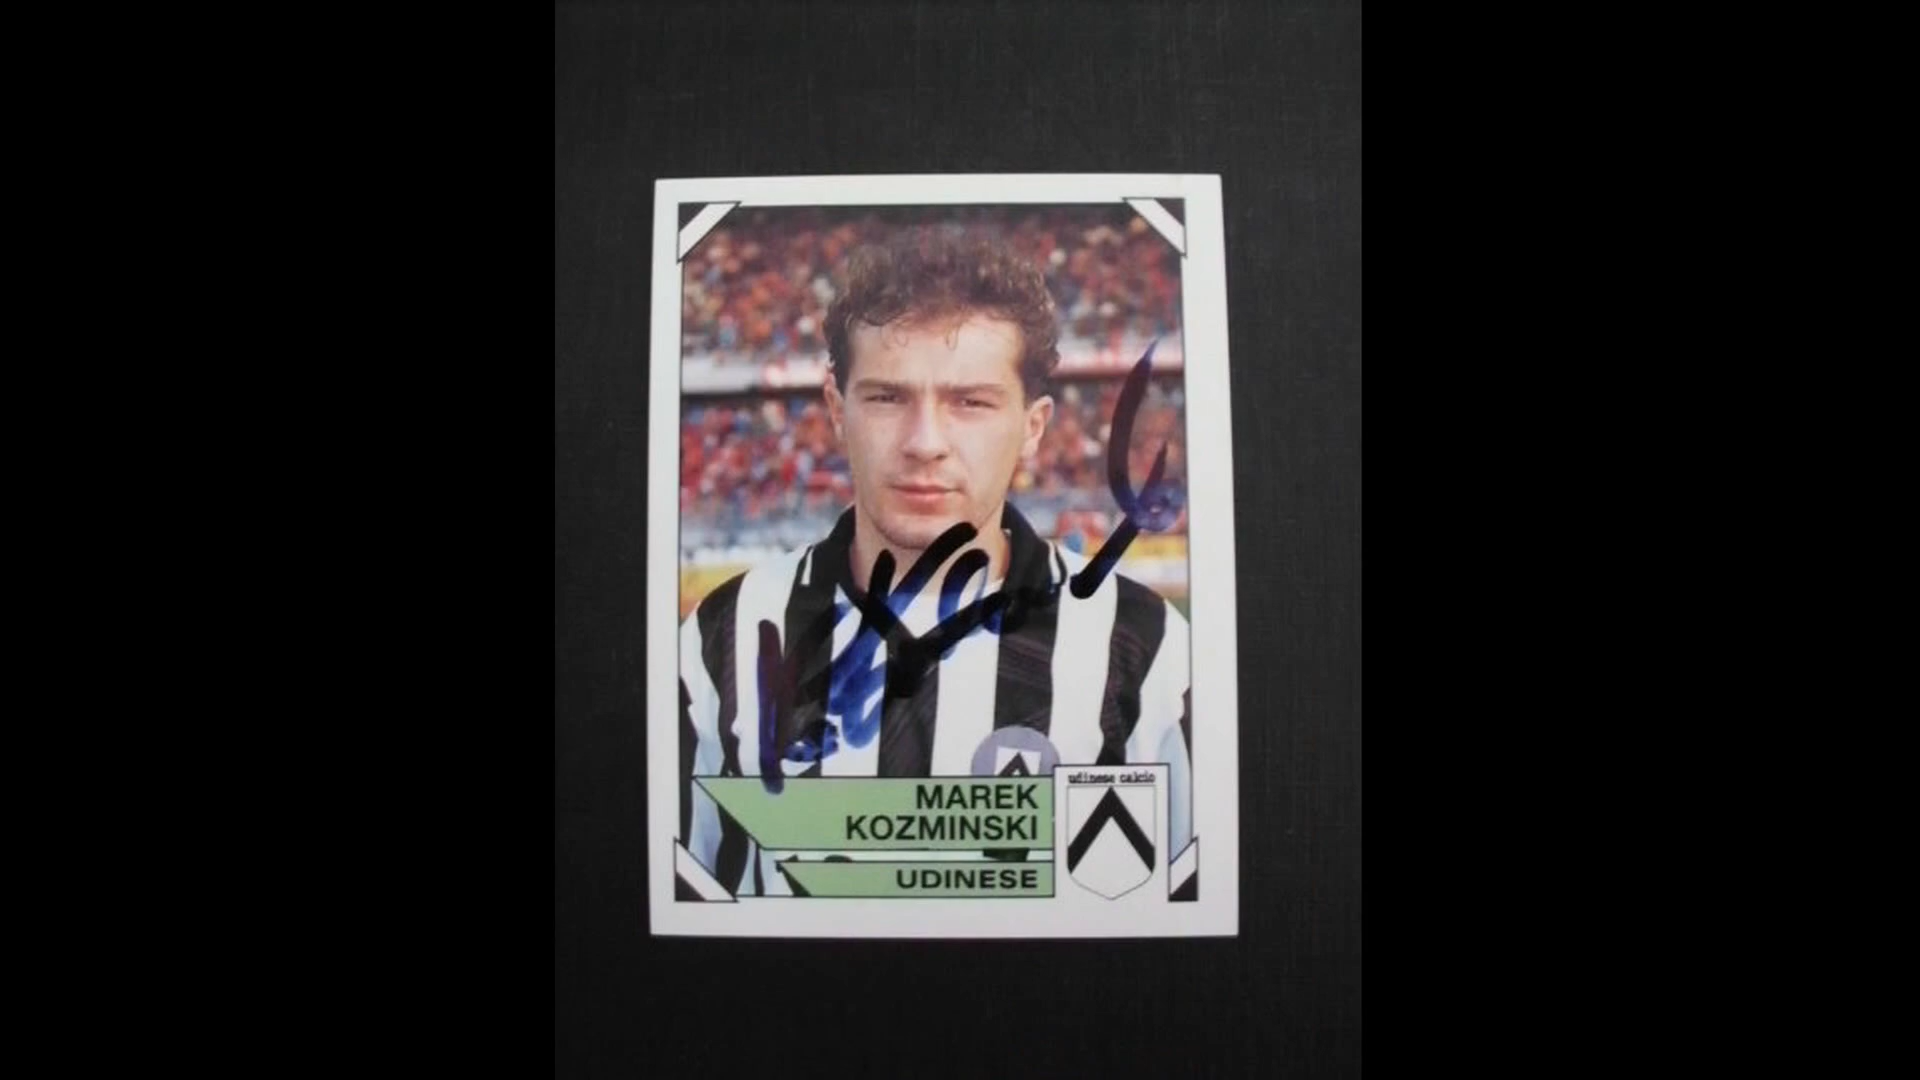 udinese calcio
MAREK
KOZMINSKI
UDINESE